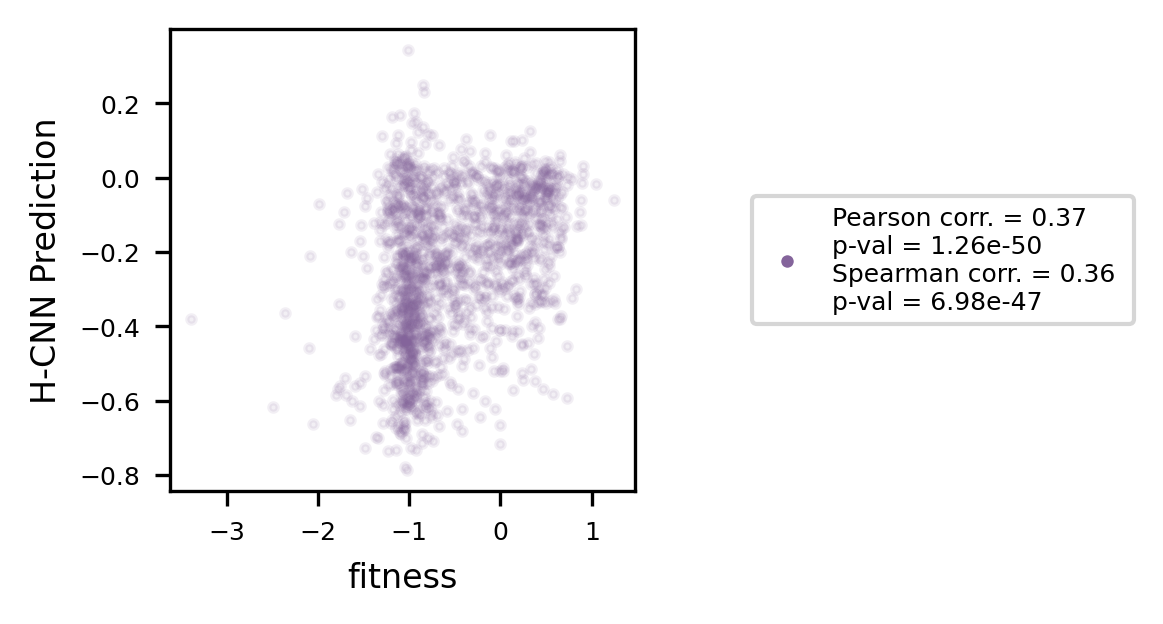 H-CNN Prediction
0.2
0.0
−0.2
−0.4
−0.6
−0.8
−3
−2
−1
0
1
fitness
Pearson corr. = 0.37
p-val = 1.26e-50
Spearman corr. = 0.36
p-val = 6.98e-47